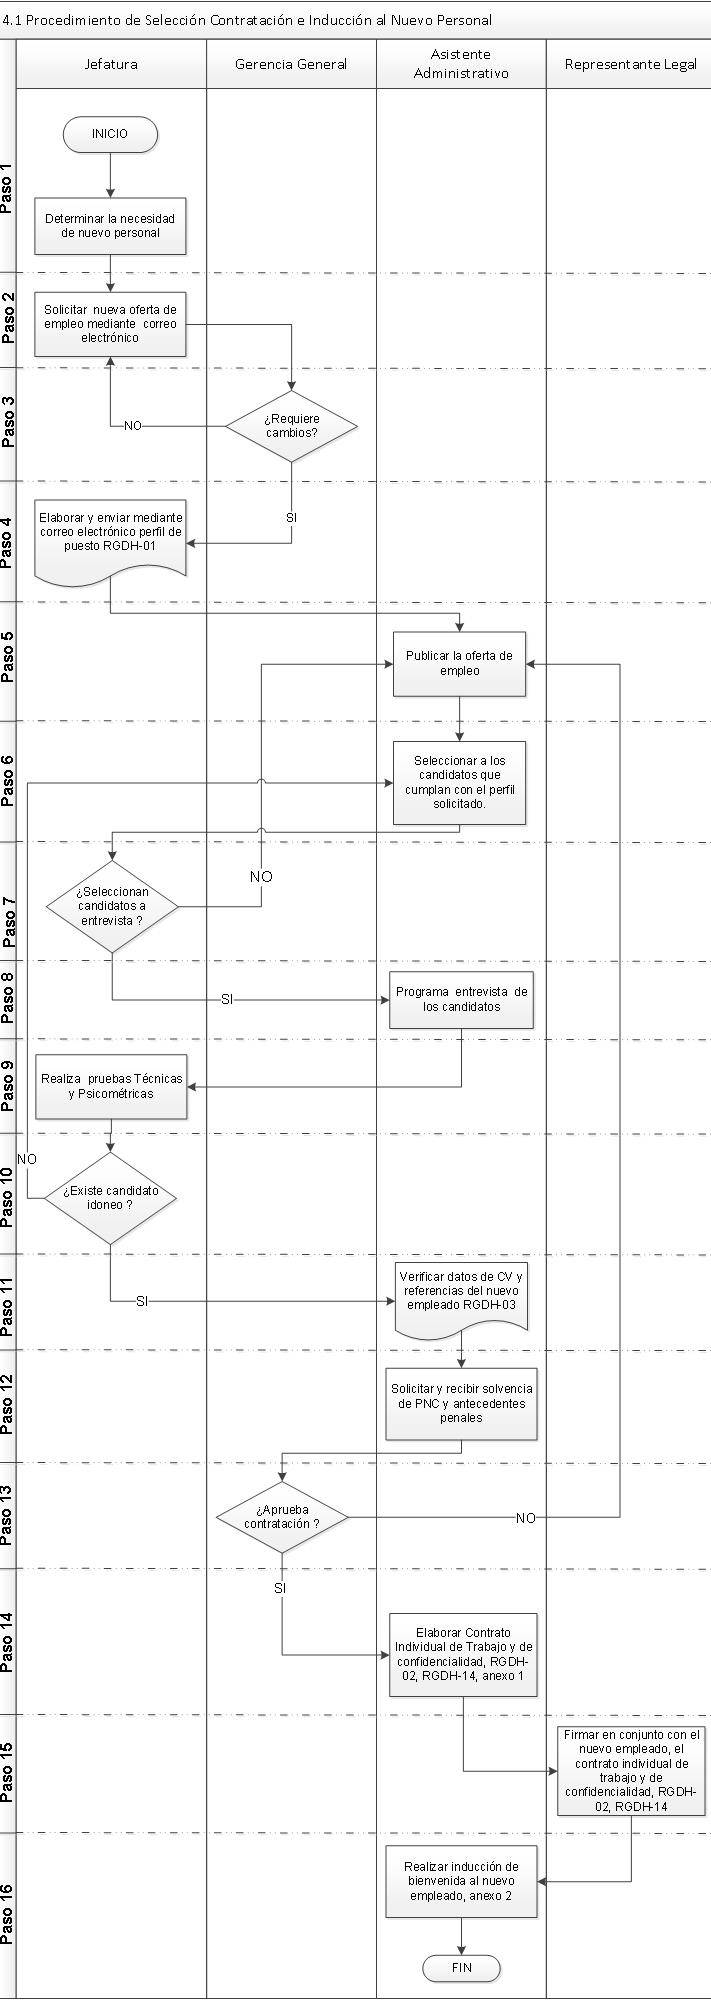 4.1 Procedimiento de Selección Contratación e Inducción al Nuevo Personal
Jefatura
Gerencia General
Asistente
Administrativo
Representante Legal
Paso 1
INICIO
Determinar la necesidad
de nuevo personal
Paso 2
Solicitar nueva oferta de
empleo mediante correo
electrónico
Paso 3
¿Requiere
cambios?
NO
Paso 4
SI
Elaborar y enviar mediante
correo electrónico perfil de
puesto RGDH-01
Paso 5
Publicar la oferta de
empleo
Paso 6
Seleccionar a los
candidatos que
cumplan con el perfil
solicitado.
Paso 7
¿Seleccionan
candidatos a
entrevista ?
NO
Paso 8
SI
Programa entrevista de
los candidatos
Paso 9
Realiza pruebas Técnicas
y Psicométricas
Paso 10
NO
¿Existe candidato
idoneo ?
Paso 11
SI
Verificar datos de CV y
referencias del nuevo
empleado RGDH-03
Paso 12
Solicitar y recibir solvencia
de PNC y antecedentes
penales
Paso 13
¿Aprueba
contratación ?
NO
Paso 14
SI
Elaborar Contrato
Individual de Trabajo y de
confidencialidad, RGDH-
02, RGDH-14, anexo 1
Paso 15
Firmar en conjunto con el
nuevo empleado, el
contrato individual de
trabajo y de
confidencialidad, RGDH-
02, RGDH-14
Paso 16
Realizar inducción de
bienvenida al nuevo
empleado, anexo 2
FIN